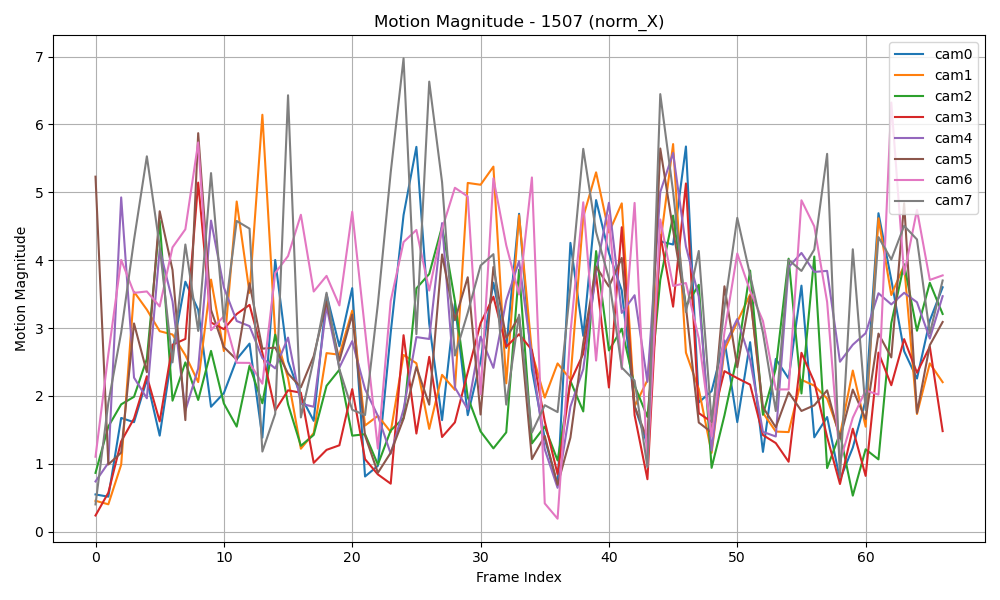 Motion Magnitude - 1507 (norm_X)
Motion Magnitude
7
6
5
4
3
2
1
0
0
10
20
30
40
50
60
Frame Index
cam0
cam1
cam2
cam3
cam4
cam5
cam6
cam7